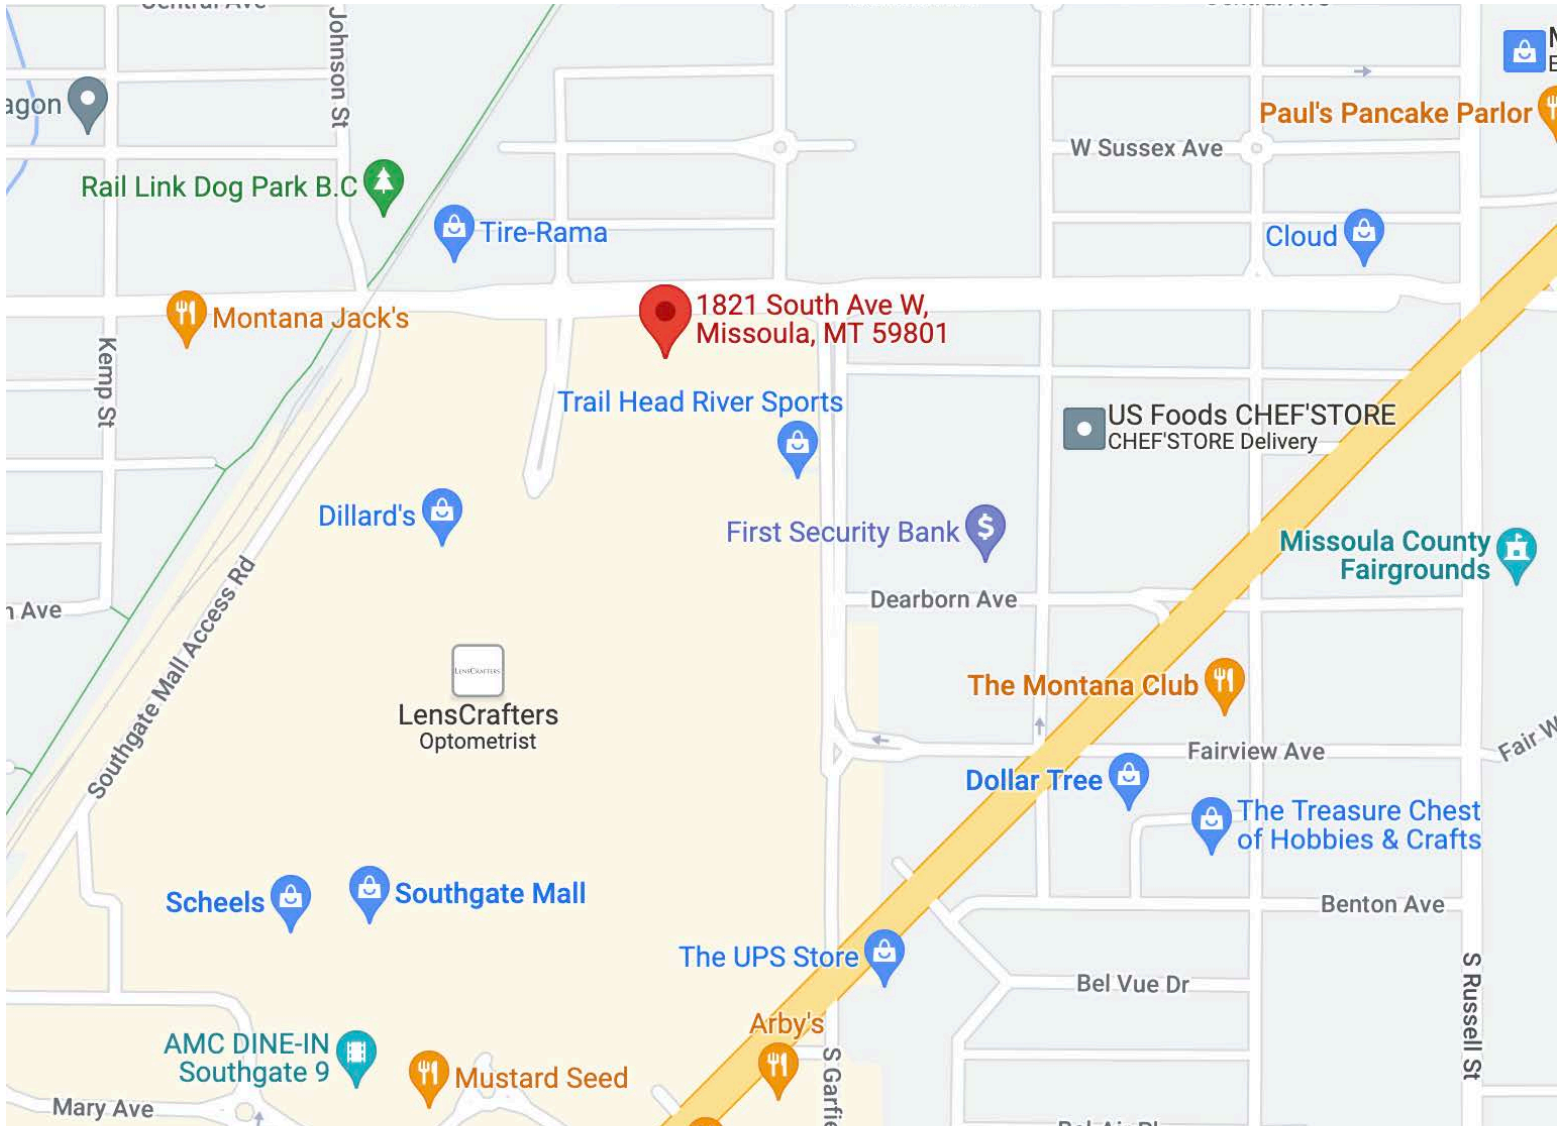 Central Ave
Johnson St
agon
Paul's Pancake Parlor
W Sussex Ave
Rail Link Dog Park B.C
Tire-Rama
Cloud
Montana Jack's
1821 South Ave W,
Missoula, MT 59801
Kemp St
Trail Head River Sports
US Foods CHEF'STORE
CHEF'STORE Delivery
Dillard's
First Security Bank
Missoula County
Fairgrounds
Dearborn Ave
n Ave
Southgate Mall Access Rd
LENSCRAFTERS
LensCrafters
Optometrist
The Montana Club
Fairview Ave
Fair W
Dollar Tree
The Treasure Chest
of Hobbies & Crafts
Scheels
Southgate Mall
Benton Ave
The UPS Store
Bel Vue Dr
S Russell St
Arby's
AMC DINE-IN
Southgate 9
Mustard Seed
S Garfie
Mary Ave